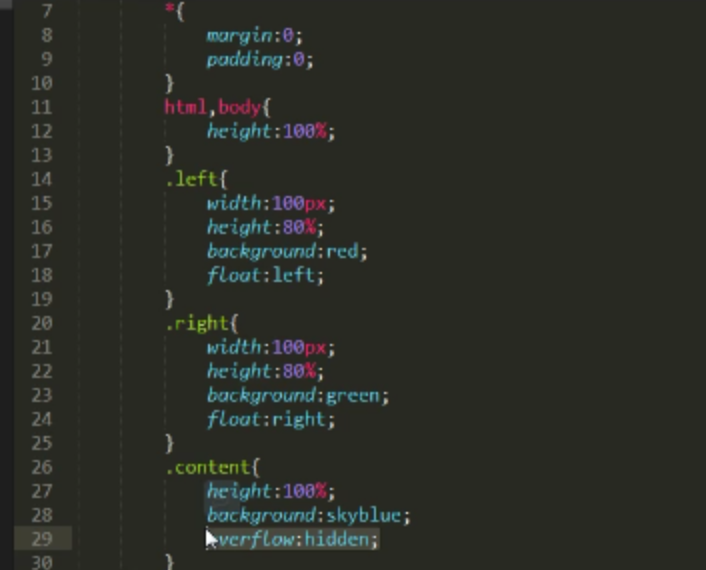 7 *{
8 margin:0;
9 padding:0;
10 }
11 html,body{
12 height:100%;
13 }
14 .left{
15 width:100px;
16 height:80%;
17 background:red;
18 float:left;
19 }
20 .right{
21 width:100px;
22 height:80%;
23 background:green;
24 float:right;
25 }
26 .content{
27 height:100%;
28 background:skyblue;
29 overflow:hidden;
30 }